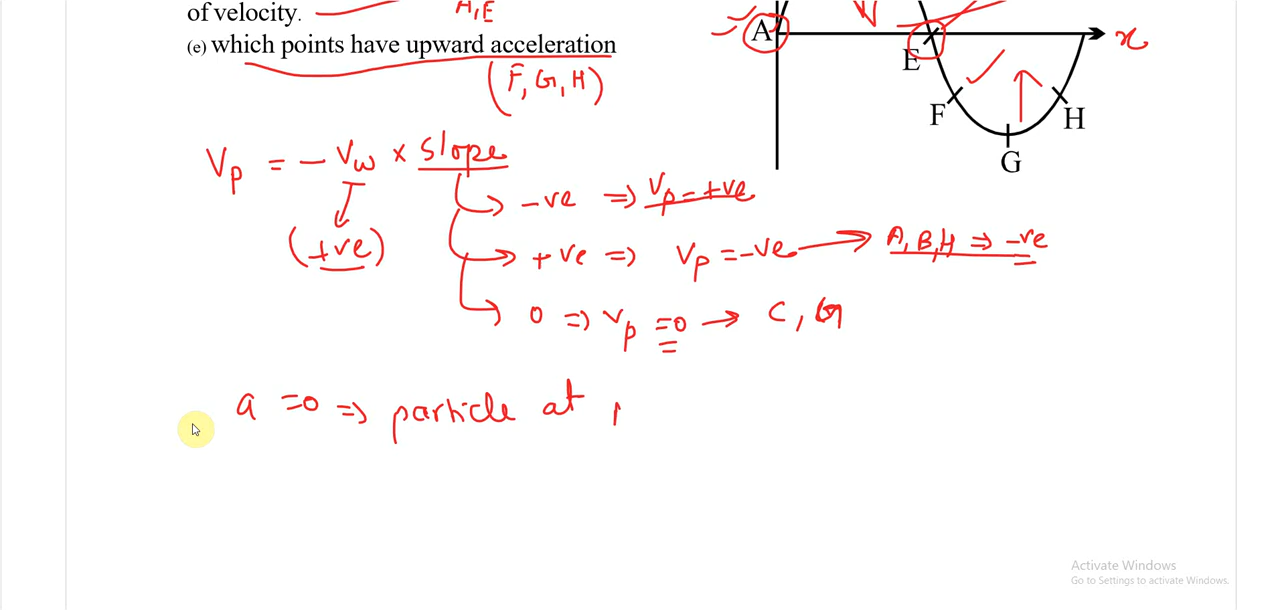 of velocity.
A, E
(e) which points have upward acceleration
(F, G, H)
A
x
E
F
H
G
Vp = - Vw × slope
(+ve)
-ve => Vp = +ve
+ve => Vp = -ve → A, B, H => -ve
0 => Vp = 0 → C, G
a = 0 => particle at
Activate Windows
Go to Settings to activate Windows.